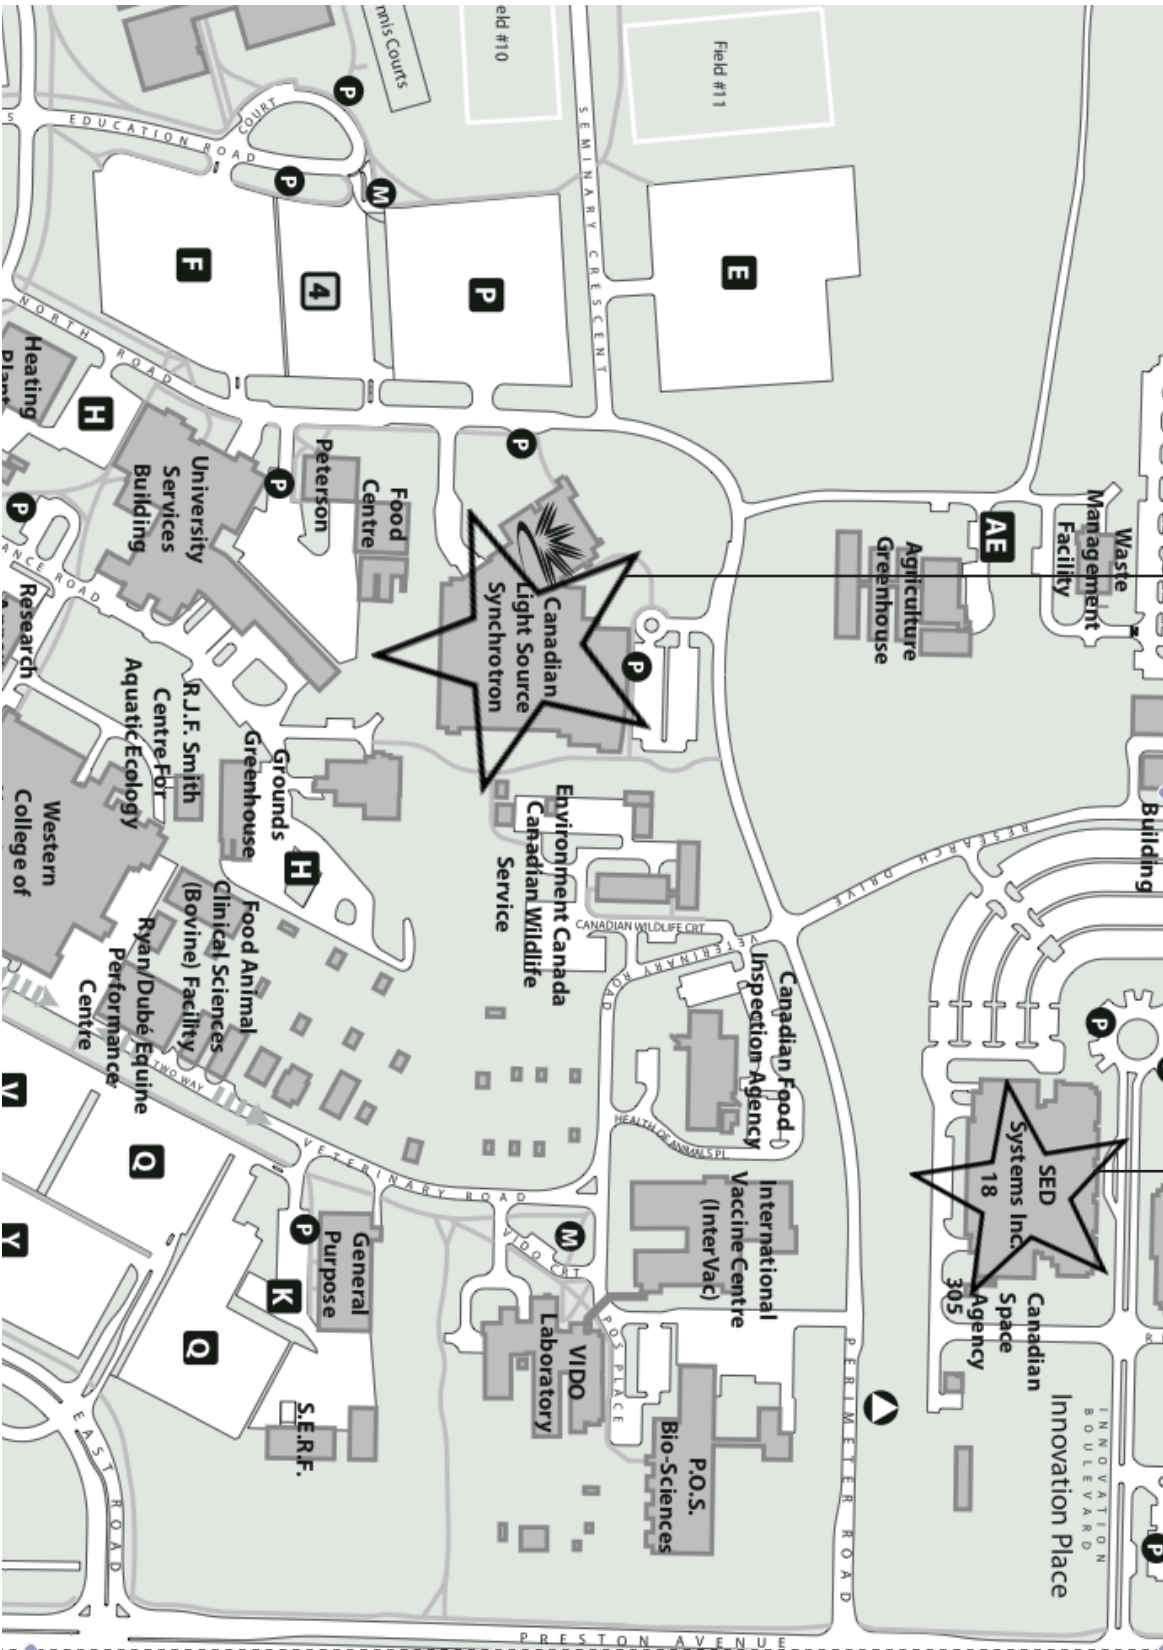 Field #11
Field #10
nnis Courts
SEMINARY CRESCENT
COURT
EDUCATION ROAD
P
P
M
F
4
P
E
NORTH ROAD
Heating
Plant
H
University
Services
Building
P
Peterson
Food
Centre
P
P
ANCE ROAD
Research
Canadian
Light Source
Synchrotron
P
Agriculture
Greenhouse
AE
Waste
Management
Facility
Building
RESEARCH DRIVE
R.J.F. Smith
Centre For
Aquatic Ecology
Grounds
Greenhouse
H
Western
College of
Environment Canada
Canadian Wildlife
Service
CANADIAN WILDLIFE CRT
VETERINARY ROAD
Food Animal
Clinical Sciences
(Bovine) Facility
Ryan/Dubé Equine
Performance
Centre
TWO WAY
Canadian Food
Inspection Agency
HEALTH OF ANIMALS PL.
P
SED
Systems Inc.
18
Canadian
Space
Agency
305
V
Q
Y
VETERINARY ROAD
P
General
Purpose
K
Q
S.E.R.F.
M
VIDO CRT
VIDO
Laboratory
International
Vaccine Centre
(InterVac)
POS PLACE
P.O.S.
Bio-Sciences
PERIMETER ROAD
INNOVATION
BOULEVARD
Innovation Place
P
EAST ROAD
PRESTON AVENUE